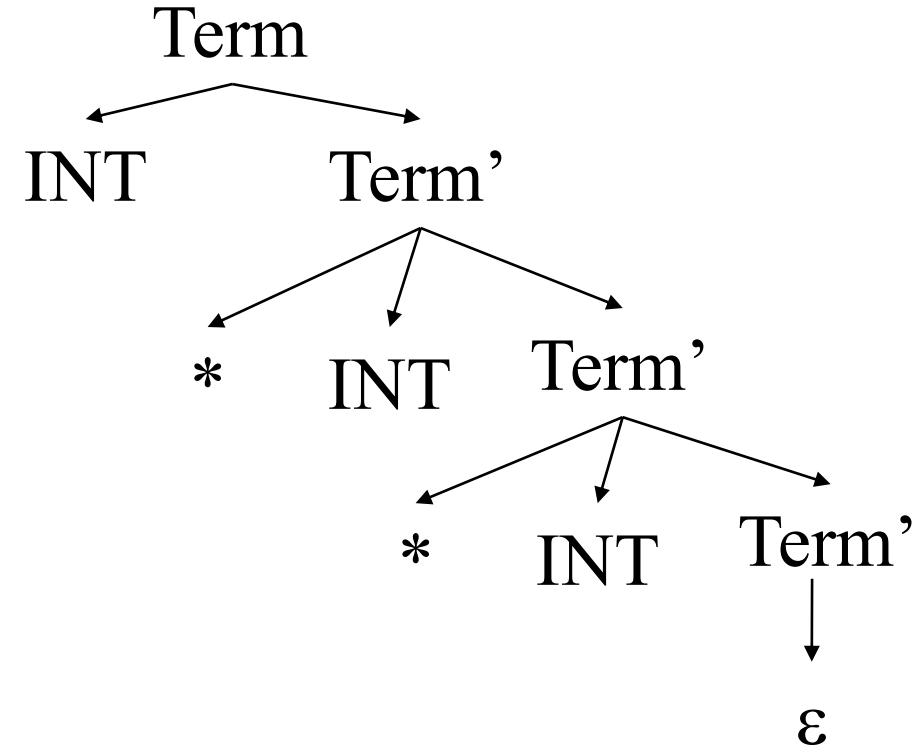 Term
INT Term’
* INT Term’
* INT Term’
ε